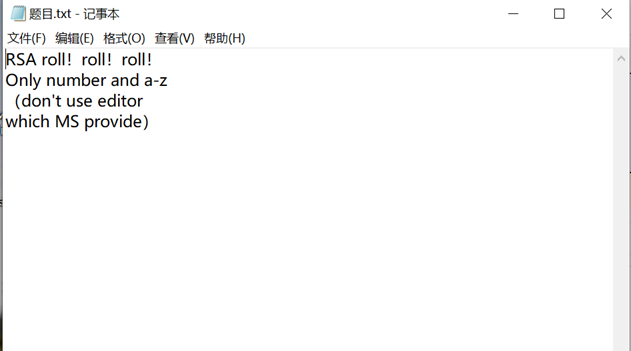 题目.txt - 记事本
文件(F) 编辑(E) 格式(O) 查看(V) 帮助(H)
RSA roll！roll！roll！
Only number and a-z
（don't use editor
which MS provide）